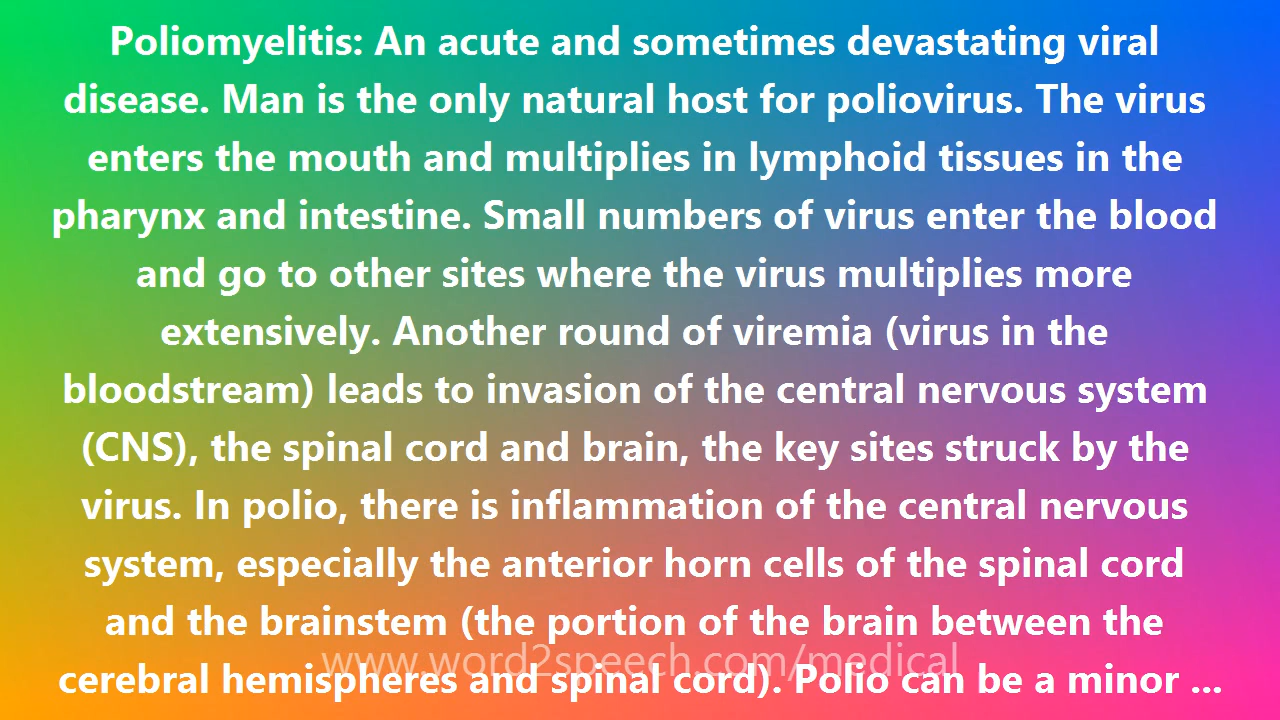 Poliomyelitis: An acute and sometimes devastating viral
disease. Man is the only natural host for poliovirus. The virus
enters the mouth and multiplies in lymphoid tissues in the
pharynx and intestine. Small numbers of virus enter the blood
and go to other sites where the virus multiplies more
extensively. Another round of viremia (virus in the
bloodstream) leads to invasion of the central nervous system
(CNS), the spinal cord and brain, the key sites struck by the
virus. In polio, there is inflammation of the central nervous
system, especially the anterior horn cells of the spinal cord
and the brainstem (the portion of the brain between the
www.word2speech.com/medical
cerebral hemispheres and spinal cord). Polio can be a minor ...